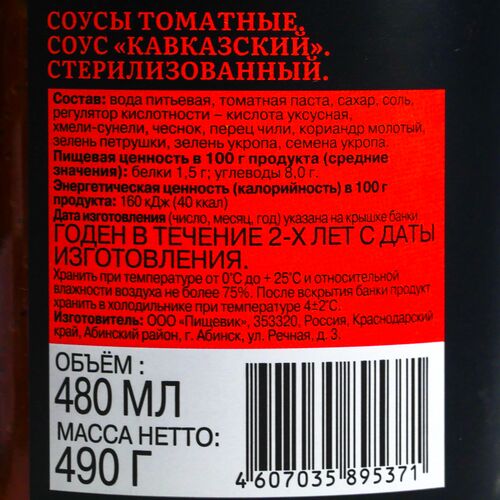 СОУСЫ ТОМАТНЫЕ.
СОУС «КАВКАЗСКИЙ».
СТЕРИЛИЗОВАННЫЙ.
Состав: вода питьевая, томатная паста, сахар, соль,
регулятор кислотности – кислота уксусная,
хмели-сунели, чеснок, перец чили, кориандр молотый,
зелень петрушки, зелень укропа, семена укропа.
Пищевая ценность в 100 г продукта (средние
значения): белки 1,5 г; углеводы 8,0 г.
Энергетическая ценность (калорийность) в 100 г
продукта: 160 кДж (40 ккал)
Дата изготовления (число, месяц, год) указана на крышке банки
ГОДЕН В ТЕЧЕНИЕ 2-Х ЛЕТ С ДАТЫ
ИЗГОТОВЛЕНИЯ.
Хранить при температуре от 0°С до + 25°С и относительной
влажности воздуха не более 75%. После вскрытия банки продукт
хранить в холодильнике при температуре 4±2°С.
Изготовитель: ООО «Пищевик», 353320, Россия, Краснодарский
край, Абинский район, г. Абинск, ул. Речная, д. 3.
ОБЪЁМ :
480 МЛ
МАССА НЕТТО:
490 Г
4 607035 895371